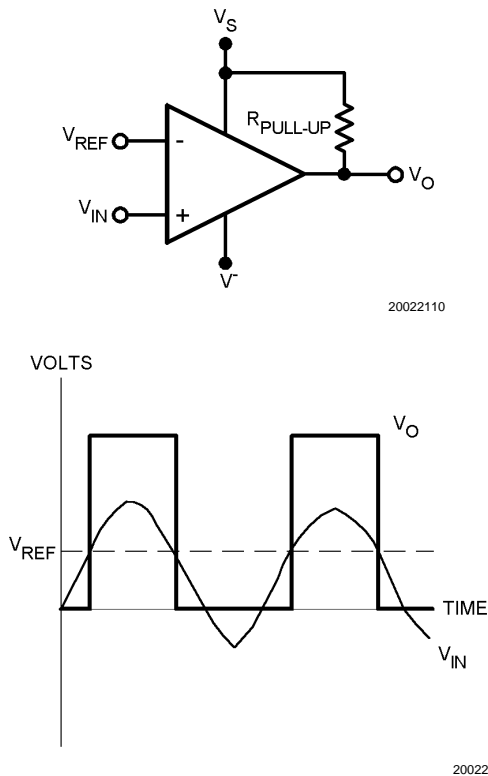 VS
RPULL-UP
VREF
-
VO
VIN
+
V-
20022110
VOLTS
VO
VREF
TIME
VIN
20022